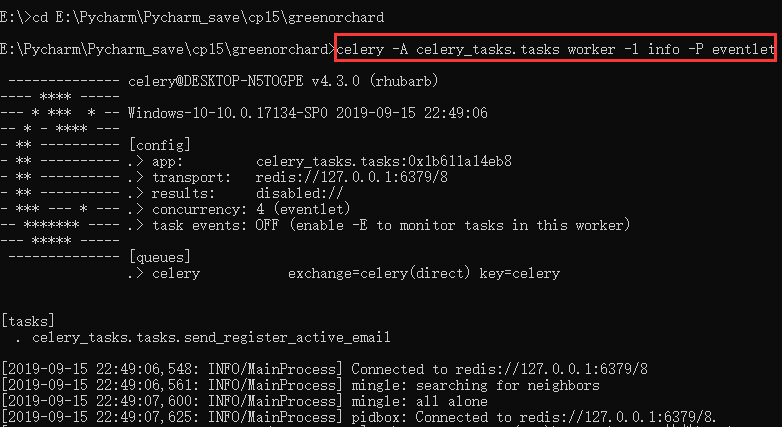 E:\>cd E:\Pycharm\Pycharm_save\cp15\greenorchard
E:\Pycharm\Pycharm_save\cp15\greenorchard>celery -A celery_tasks.tasks worker -l info -P eventlet
 -------------- celery@DESKTOP-N5TOGPE v4.3.0 (rhubarb)
---- **** -----
--- * ***  * -- Windows-10-10.0.17134-SP0 2019-09-15 22:49:06
-- * - **** ---
- ** ---------- [config]
- ** ---------- .> app:         celery_tasks.tasks:0x1b611a14eb8
- ** ---------- .> transport:   redis://127.0.0.1:6379/8
- ** ---------- .> results:     disabled://
- *** --- * --- .> concurrency: 4 (eventlet)
-- ******* ---- .> task events: OFF (enable -E to monitor tasks in this worker)
--- ***** -----
 -------------- [queues]
                .> celery           exchange=celery(direct) key=celery
[tasks]
  . celery_tasks.tasks.send_register_active_email
[2019-09-15 22:49:06,548: INFO/MainProcess] Connected to redis://127.0.0.1:6379/8
[2019-09-15 22:49:06,561: INFO/MainProcess] mingle: searching for neighbors
[2019-09-15 22:49:07,600: INFO/MainProcess] mingle: all alone
[2019-09-15 22:49:07,625: INFO/MainProcess] pidbox: Connected to redis://127.0.0.1:6379/8.